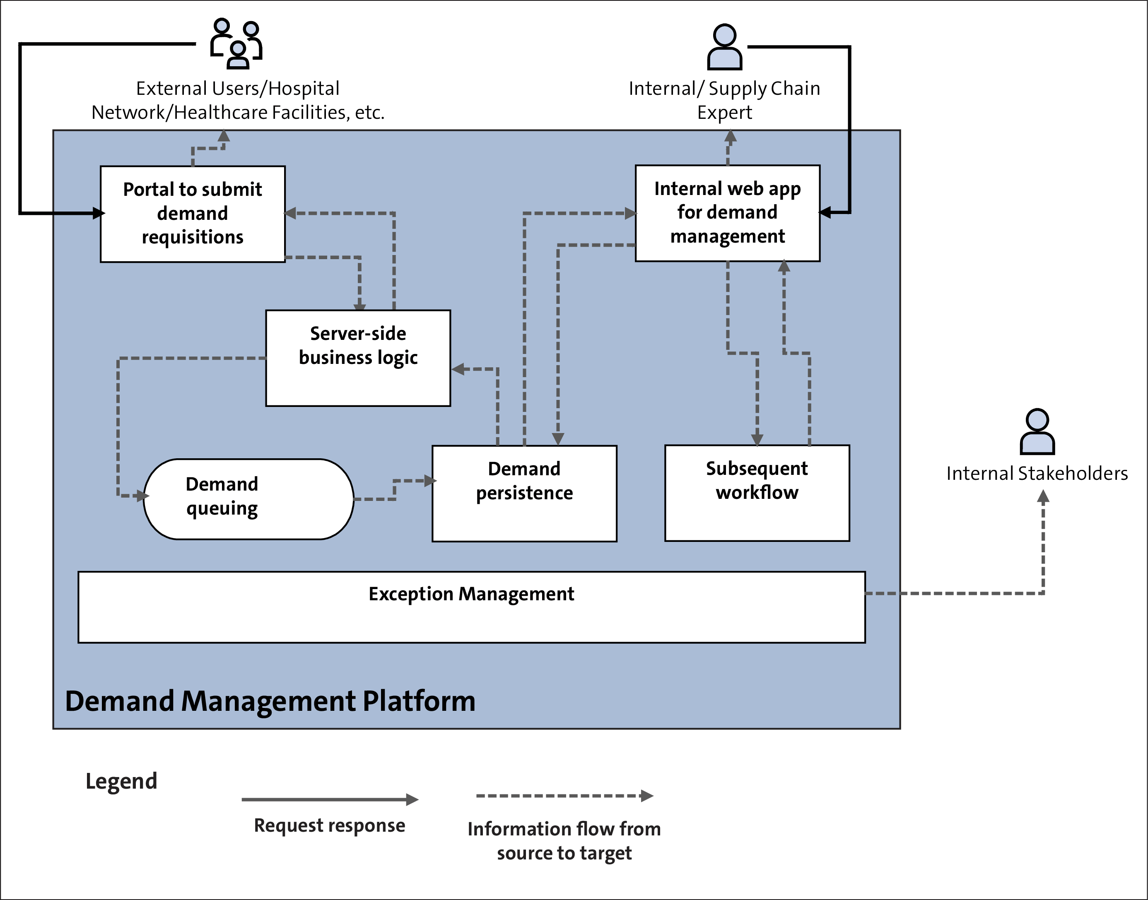 External Users/Hospital
Network/Healthcare Facilities, etc.
Internal/ Supply Chain
Expert
Portal to submit
demand
requisitions
Internal web app
for demand
management
Server-side
business logic
Demand
queuing
Demand
persistence
Subsequent
workflow
Internal Stakeholders
Exception Management
Demand Management Platform
Legend
Request response
Information flow from
source to target